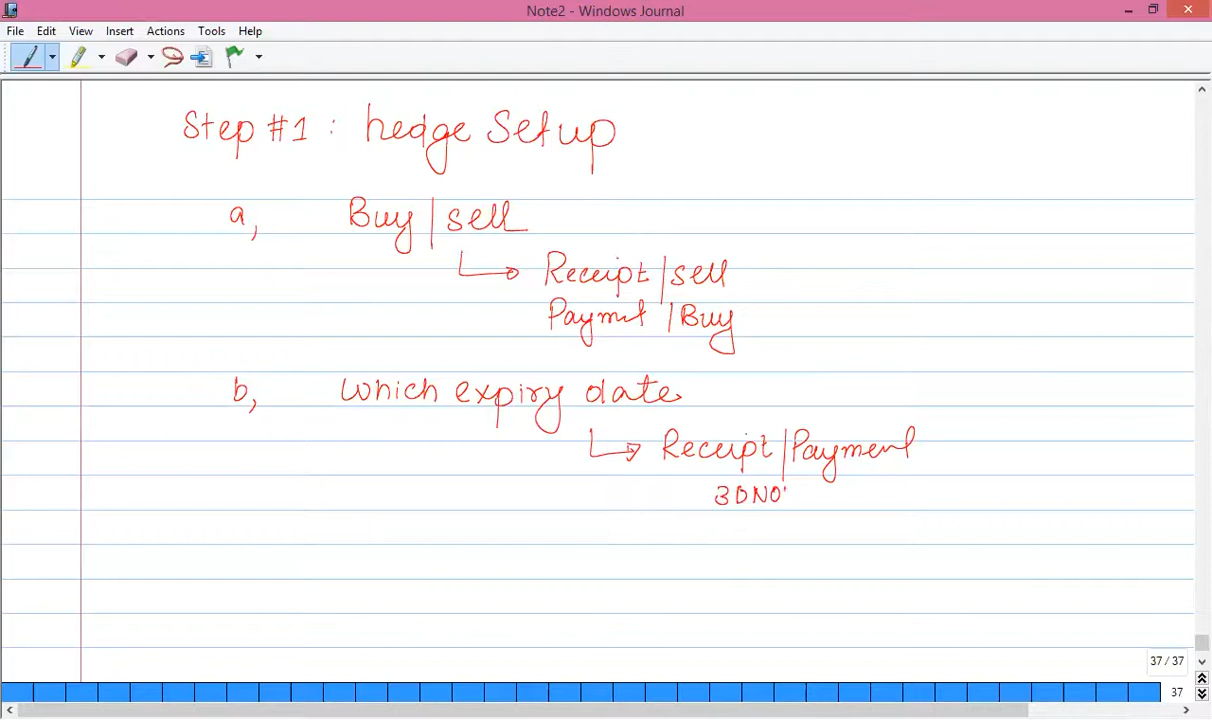 Note2 - Windows Journal
File Edit View Insert Actions Tools Help
Step #1 : hedge Setup
a, Buy | sell
Receipt | sell
Paymnt | Buy
b, Which expiry date
Receipt | Payment
30NO
37 / 37
37